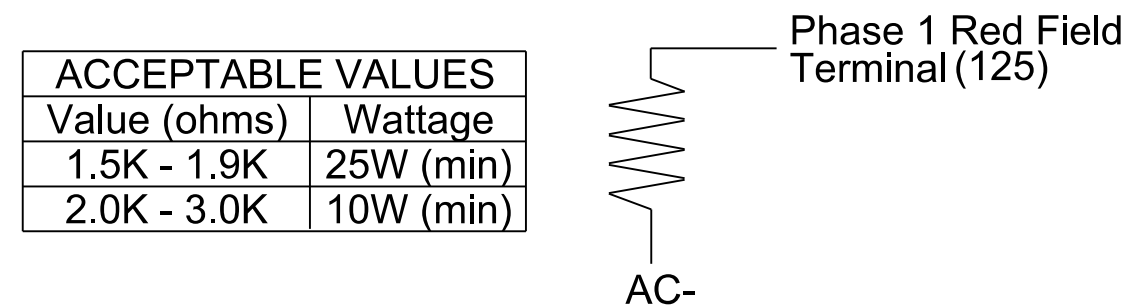 ACCEPTABLE VALUES
Value (ohms) Wattage
1.5K - 1.9K 25W (min)
2.0K - 3.0K 10W (min)
Phase 1 Red Field
Terminal (125)
AC-